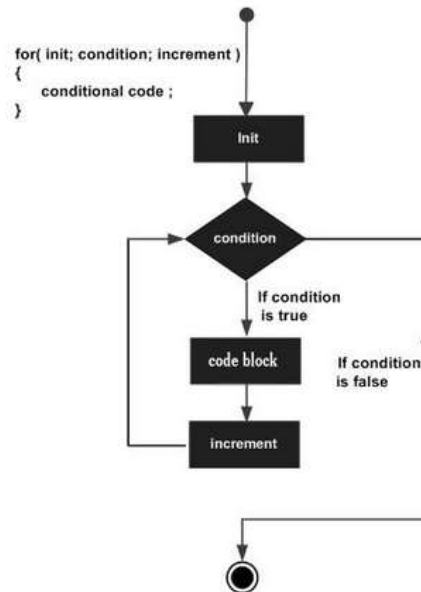 for( init; condition; increment )
{
conditional code ;
}
Init
condition
If condition
is true
code block
If condition
is false
increment